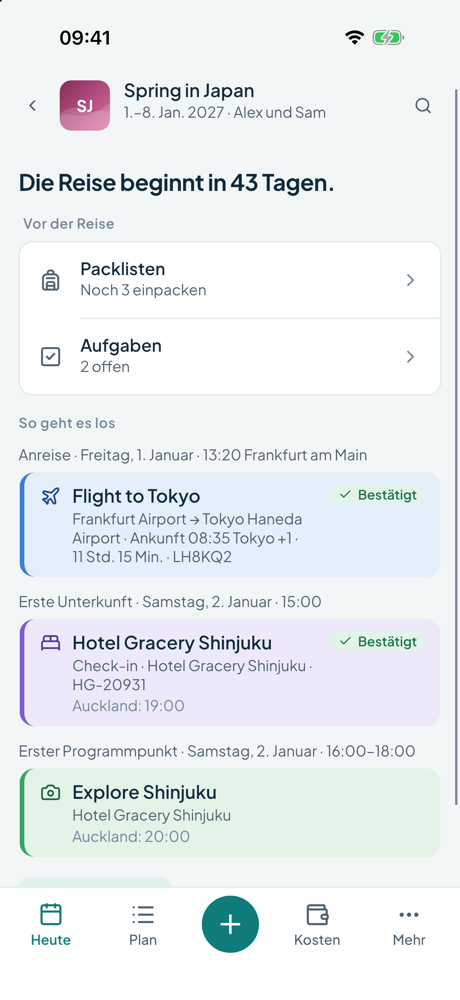 09:41
SJ
Spring in Japan
1.–8. Jan. 2027 · Alex und Sam
Die Reise beginnt in 43 Tagen.
Vor der Reise
Packlisten
Noch 3 einpacken
Aufgaben
2 offen
So geht es los
Anreise · Freitag, 1. Januar · 13:20 Frankfurt am Main
Flight to Tokyo
Bestätigt
Frankfurt Airport → Tokyo Haneda
Airport · Ankunft 08:35 Tokyo +1 ·
11 Std. 15 Min. · LH8KQ2
Erste Unterkunft · Samstag, 2. Januar · 15:00
Hotel Gracery Shinjuku
Bestätigt
Check-in · Hotel Gracery Shinjuku ·
HG-20931
Auckland: 19:00
Erster Programmpunkt · Samstag, 2. Januar · 16:00–18:00
Explore Shinjuku
Hotel Gracery Shinjuku
Auckland: 20:00
Heute
Plan
Kosten
Mehr